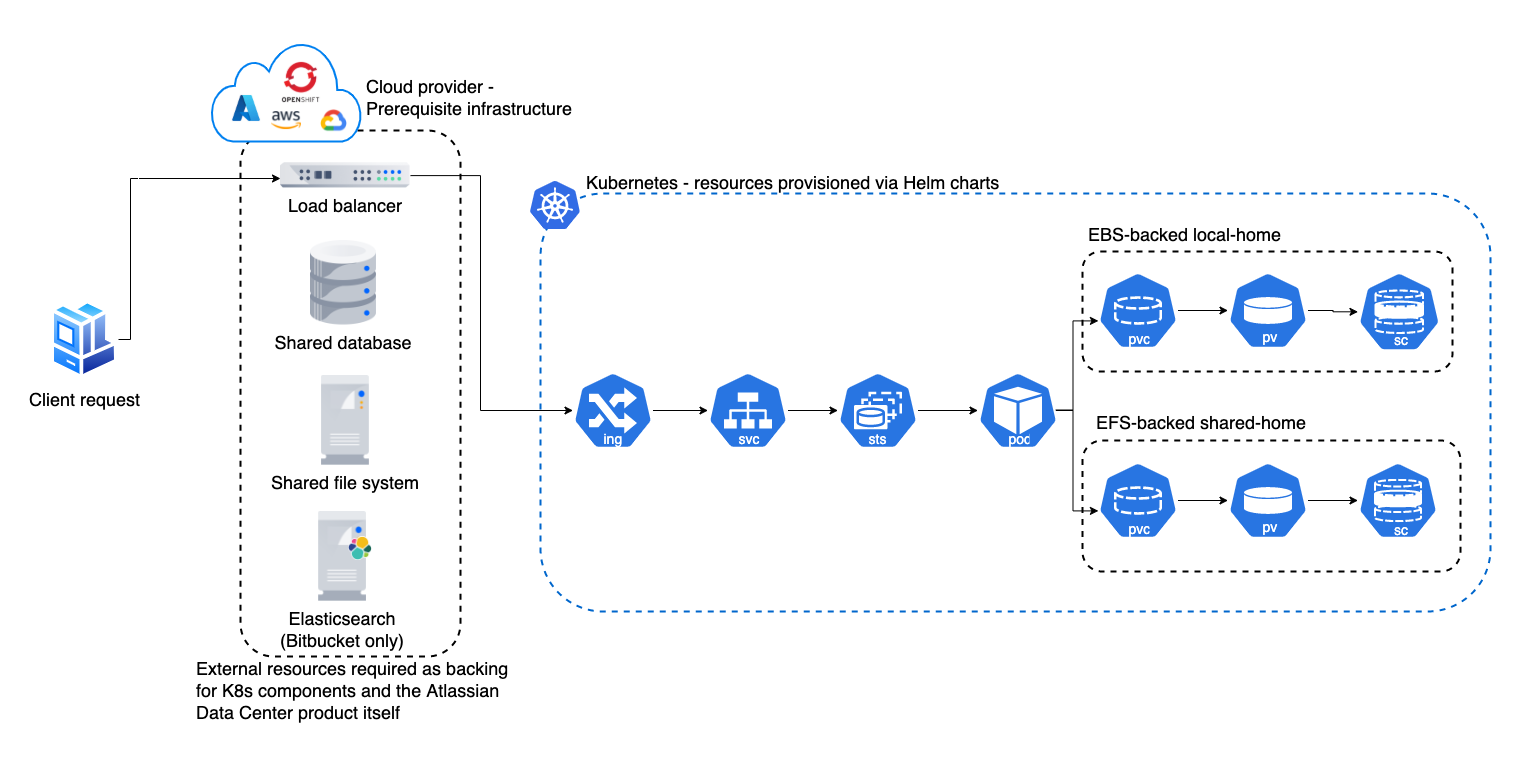 OPENSHIFT
aws
Cloud provider -
Prerequisite infrastructure
Load balancer
Shared database
Shared file system
Elasticsearch
(Bitbucket only)
External resources required as backing
for K8s components and the Atlassian
Data Center product itself
Client request
Kubernetes - resources provisioned via Helm charts
ing
svc
sts
pod
EBS-backed local-home
pvc
pv
sc
EFS-backed shared-home
pvc
pv
sc